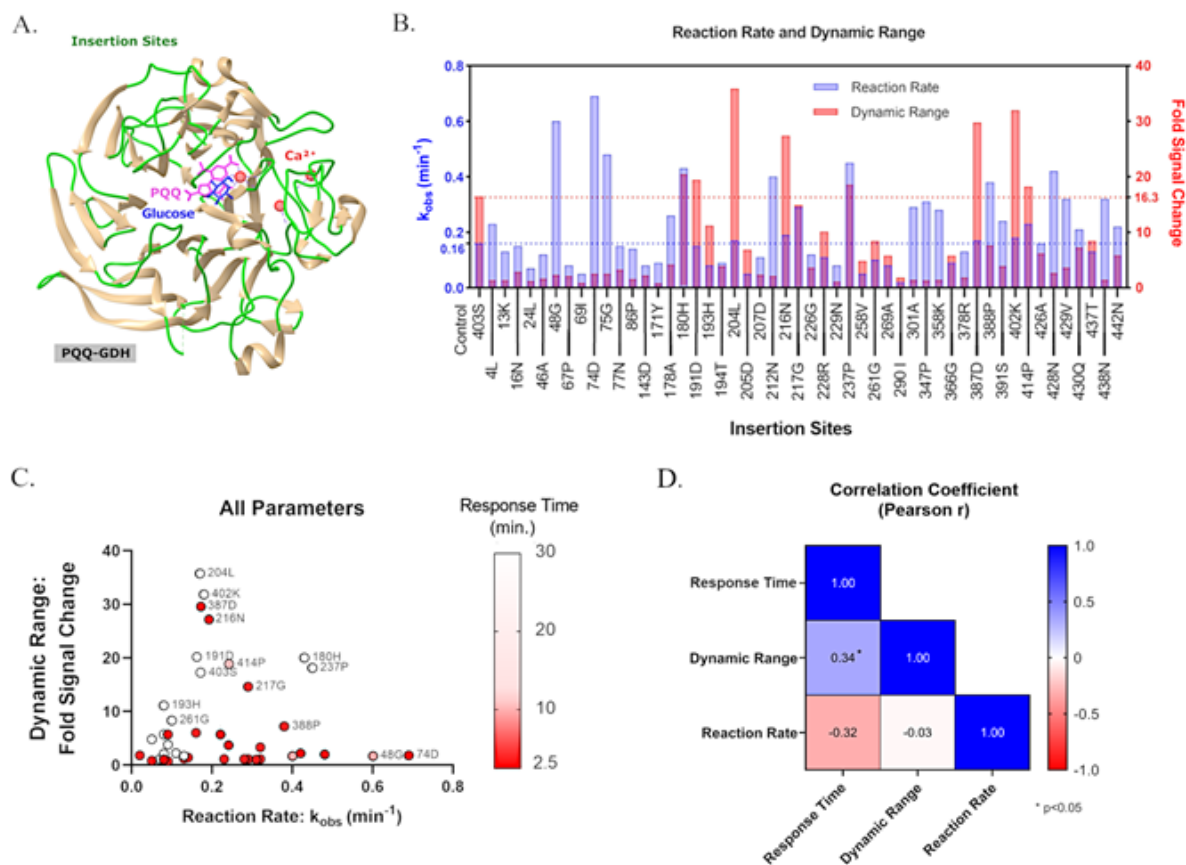 A.
Insertion Sites
Ca²⁺
PQQ
Glucose
PQQ-GDH
B.
Reaction Rate and Dynamic Range
Reaction Rate
Dynamic Range
0.8
0.6
0.4
0.2
0.16
0.0
k_obs (min⁻¹)
40
30
20
16.3
10
0
Fold Signal Change
Control
403S
4L
13K
16N
24L
46A
48G
67P
69I
74D
75G
77N
86P
143D
171Y
178A
180H
191D
193H
194T
204L
205D
207D
212N
216N
217G
226G
228R
229N
237P
258V
261G
269A
290 I
301A
347P
358K
366G
378R
387D
388P
391S
402K
414P
426A
428N
429V
430Q
437T
438N
442N
Insertion Sites
C.
All Parameters
Response Time
(min.)
Dynamic Range:
Fold Signal Change
40
30
20
10
0
0.0 0.2 0.4 0.6 0.8
Reaction Rate: k_obs (min⁻¹)
204L
402K
387D
216N
191D
414P
403S
180H
237P
217G
193H
261G
388P
48G
74D
30
20
10
2.5
D.
Correlation Coefficient
(Pearson r)
Response Time
1.00
Dynamic Range
0.34* 1.00
Reaction Rate
-0.32 -0.03 1.00
Response Time
Dynamic Range
Reaction Rate
1.0
0.5
0
-0.5
-1.0
* p<0.05